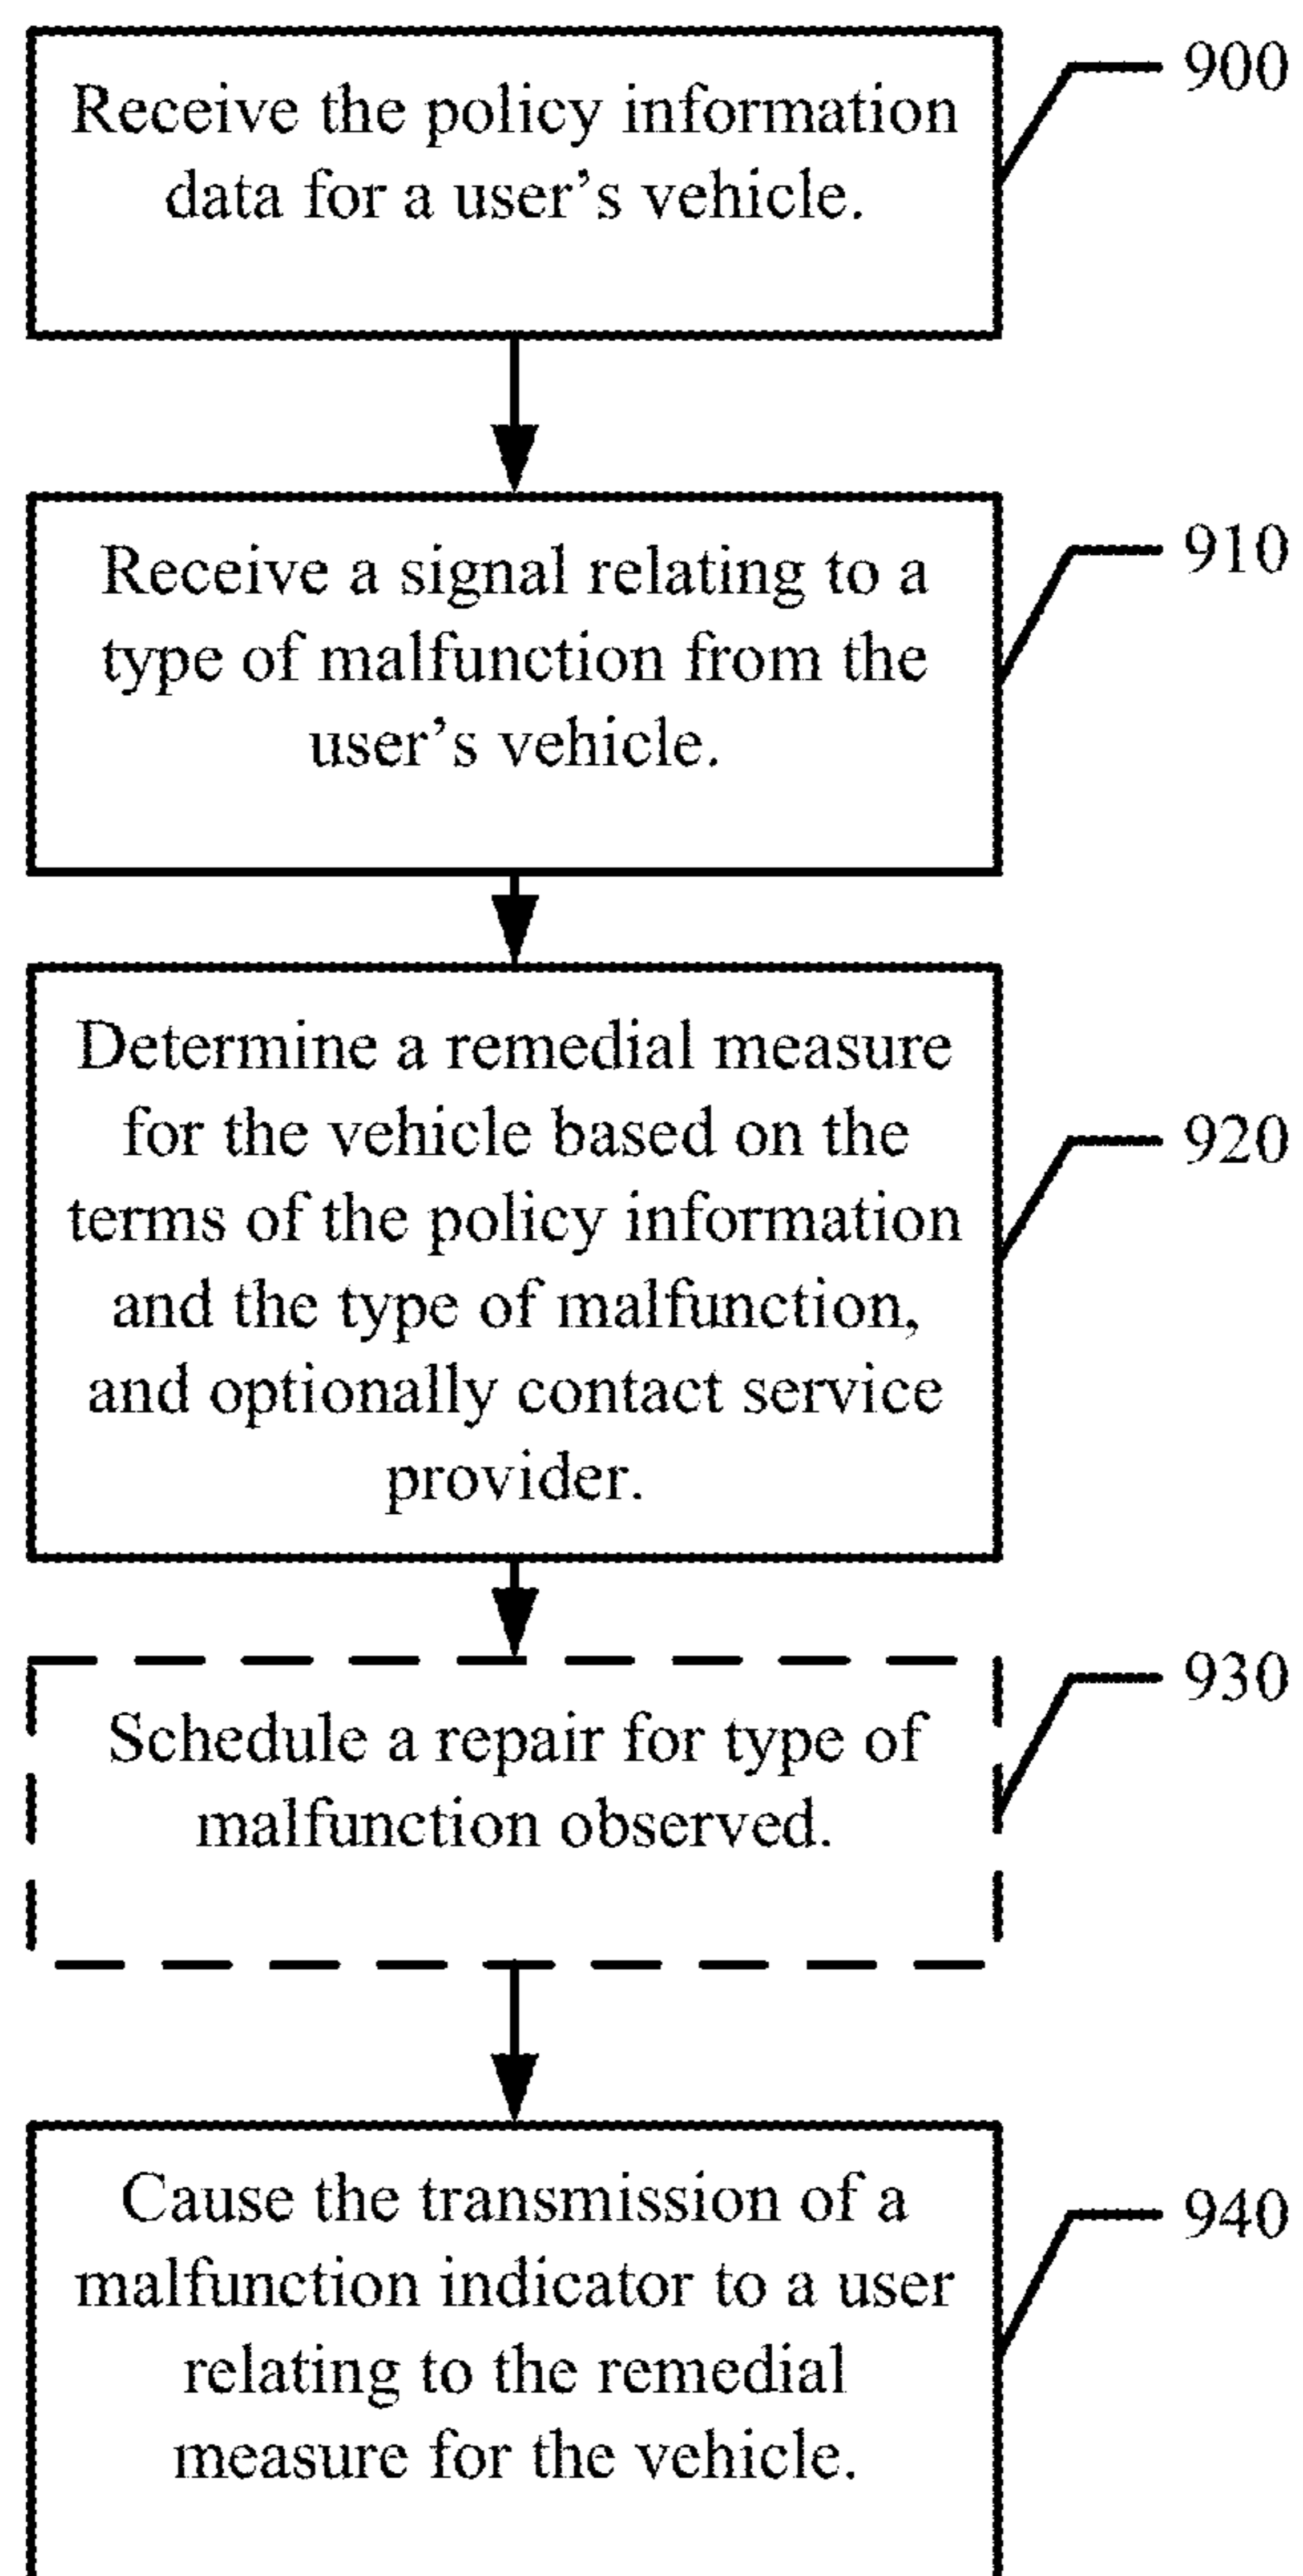 Receive the policy information
data for a user’s vehicle.
900
Receive a signal relating to a
type of malfunction from the
user’s vehicle.
910
Determine a remedial measure
for the vehicle based on the
terms of the policy information
and the type of malfunction,
and optionally contact service
provider.
920
Schedule a repair for type of
malfunction observed.
930
Cause the transmission of a
malfunction indicator to a user
relating to the remedial
measure for the vehicle.
940